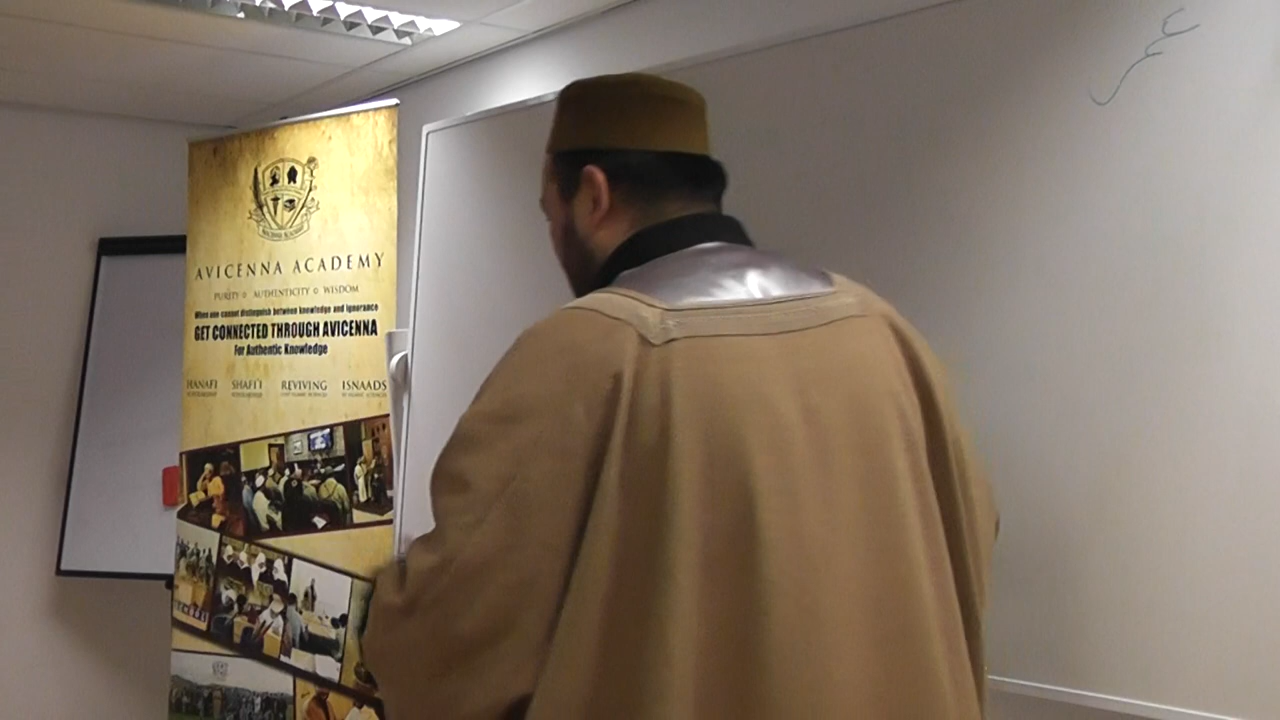 AVICENNA ACADEMY
PURITY ◊ AUTHENTICITY ◊ WISDOM
When one cannot distinguish between knowledge and ignorance
GET CONNECTED THROUGH AVICENNA
For Authentic Knowledge
HANAFI SHAFI'I REVIVING ISNAADS